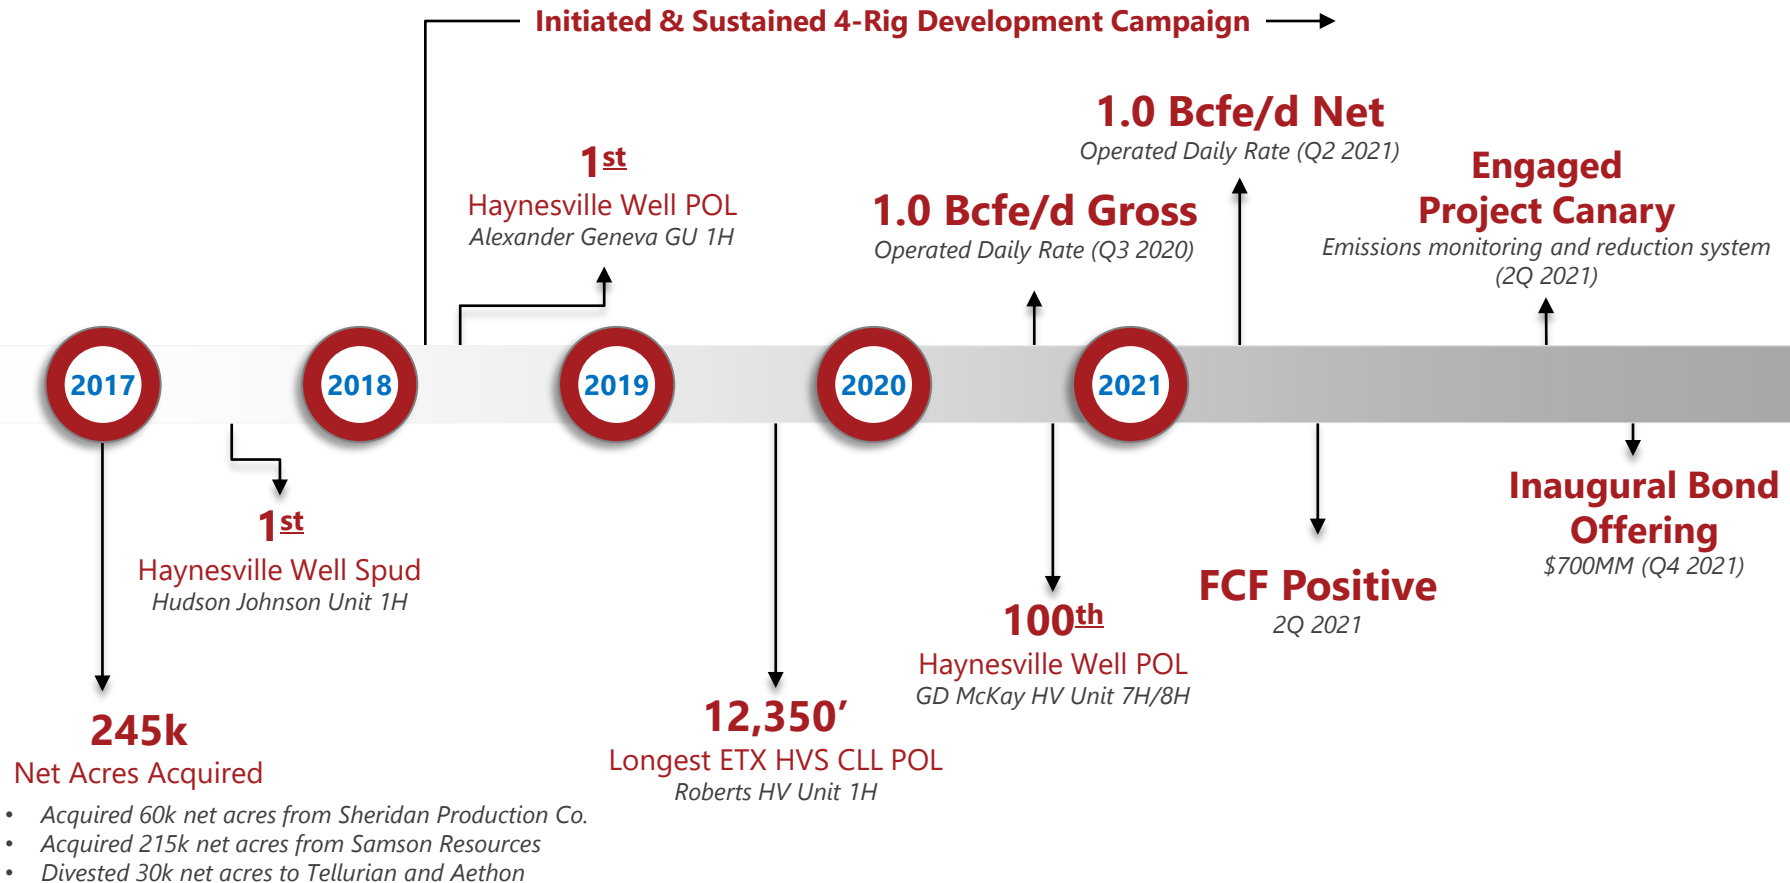 Initiated & Sustained 4-Rig Development Campaign
1.0 Bcfe/d Net
Operated Daily Rate (Q2 2021)
1st
Haynesville Well POL
Alexander Geneva GU 1H
1.0 Bcfe/d Gross
Operated Daily Rate (Q3 2020)
Engaged
Project Canary
Emissions monitoring and reduction system
(2Q 2021)
2017
2018
2019
2020
2021
1st
Haynesville Well Spud
Hudson Johnson Unit 1H
Inaugural Bond
Offering
$700MM (Q4 2021)
FCF Positive
2Q 2021
100th
Haynesville Well POL
GD McKay HV Unit 7H/8H
12,350’
Longest ETX HVS CLL POL
Roberts HV Unit 1H
245k
Net Acres Acquired
• Acquired 60k net acres from Sheridan Production Co.
• Acquired 215k net acres from Samson Resources
• Divested 30k net acres to Tellurian and Aethon